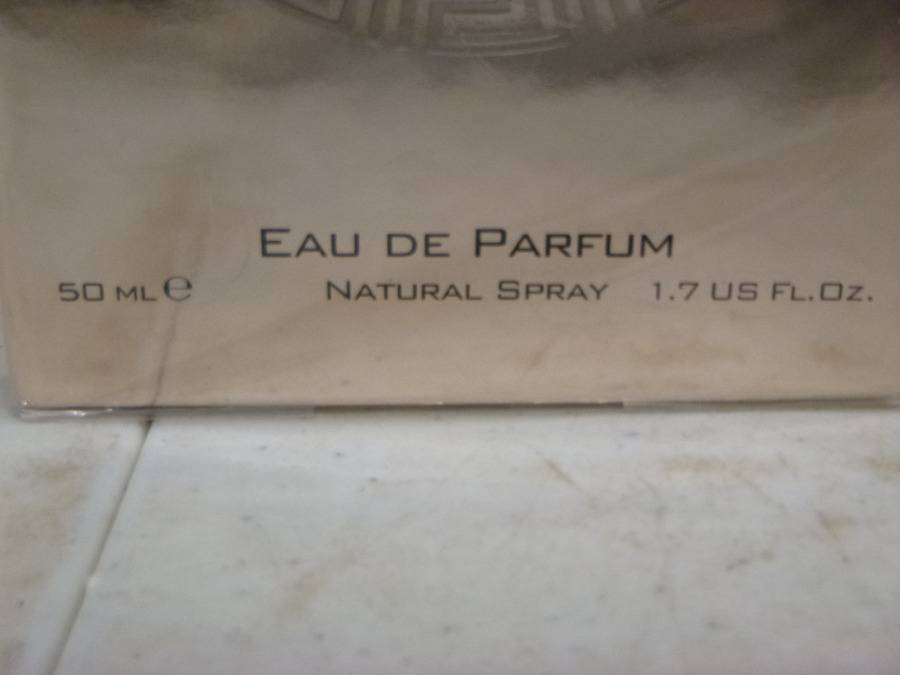 EAU DE PARFUM
50 ML ℮ NATURAL SPRAY 1.7 US FL.OZ.